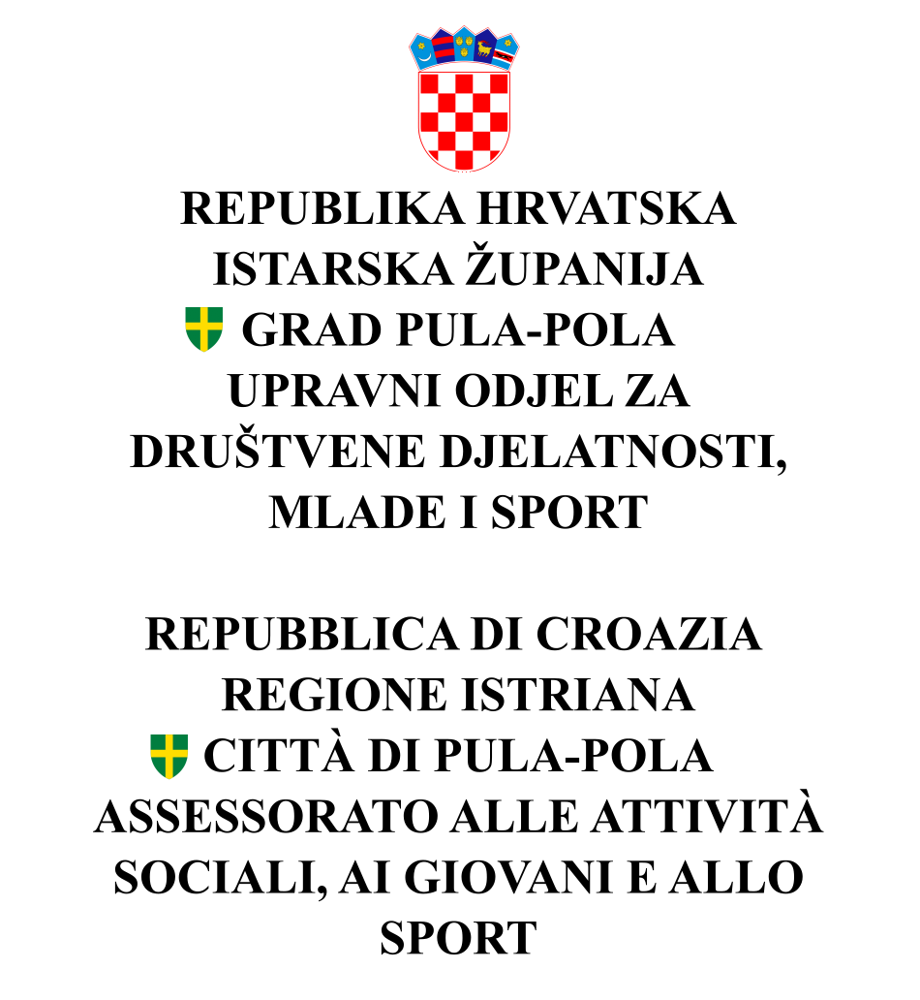 REPUBLIKA HRVATSKA
ISTARSKA ŽUPANIJA
GRAD PULA-POLA
UPRAVNI ODJEL ZA
DRUŠTVENE DJELATNOSTI,
MLADE I SPORT
REPUBBLICA DI CROAZIA
REGIONE ISTRIANA
CITTÀ DI PULA-POLA
ASSESSORATO ALLE ATTIVITÀ
SOCIALI, AI GIOVANI E ALLO
SPORT